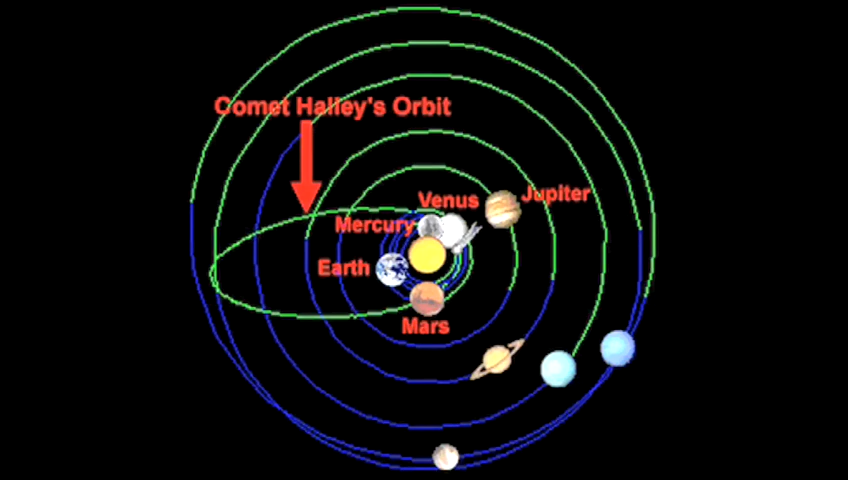 Comet Halley's Orbit
Venus
Jupiter
Mercury
Earth
Mars